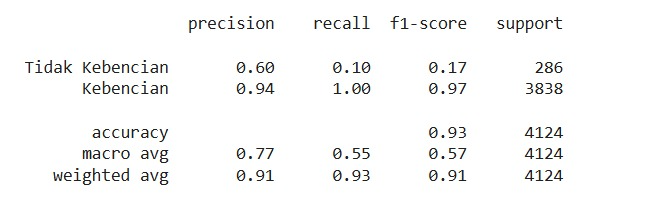 precision recall f1-score support
Tidak Kebencian 0.60 0.10 0.17 286
Kebencian 0.94 1.00 0.97 3838
accuracy 0.93 4124
macro avg 0.77 0.55 0.57 4124
weighted avg 0.91 0.93 0.91 4124